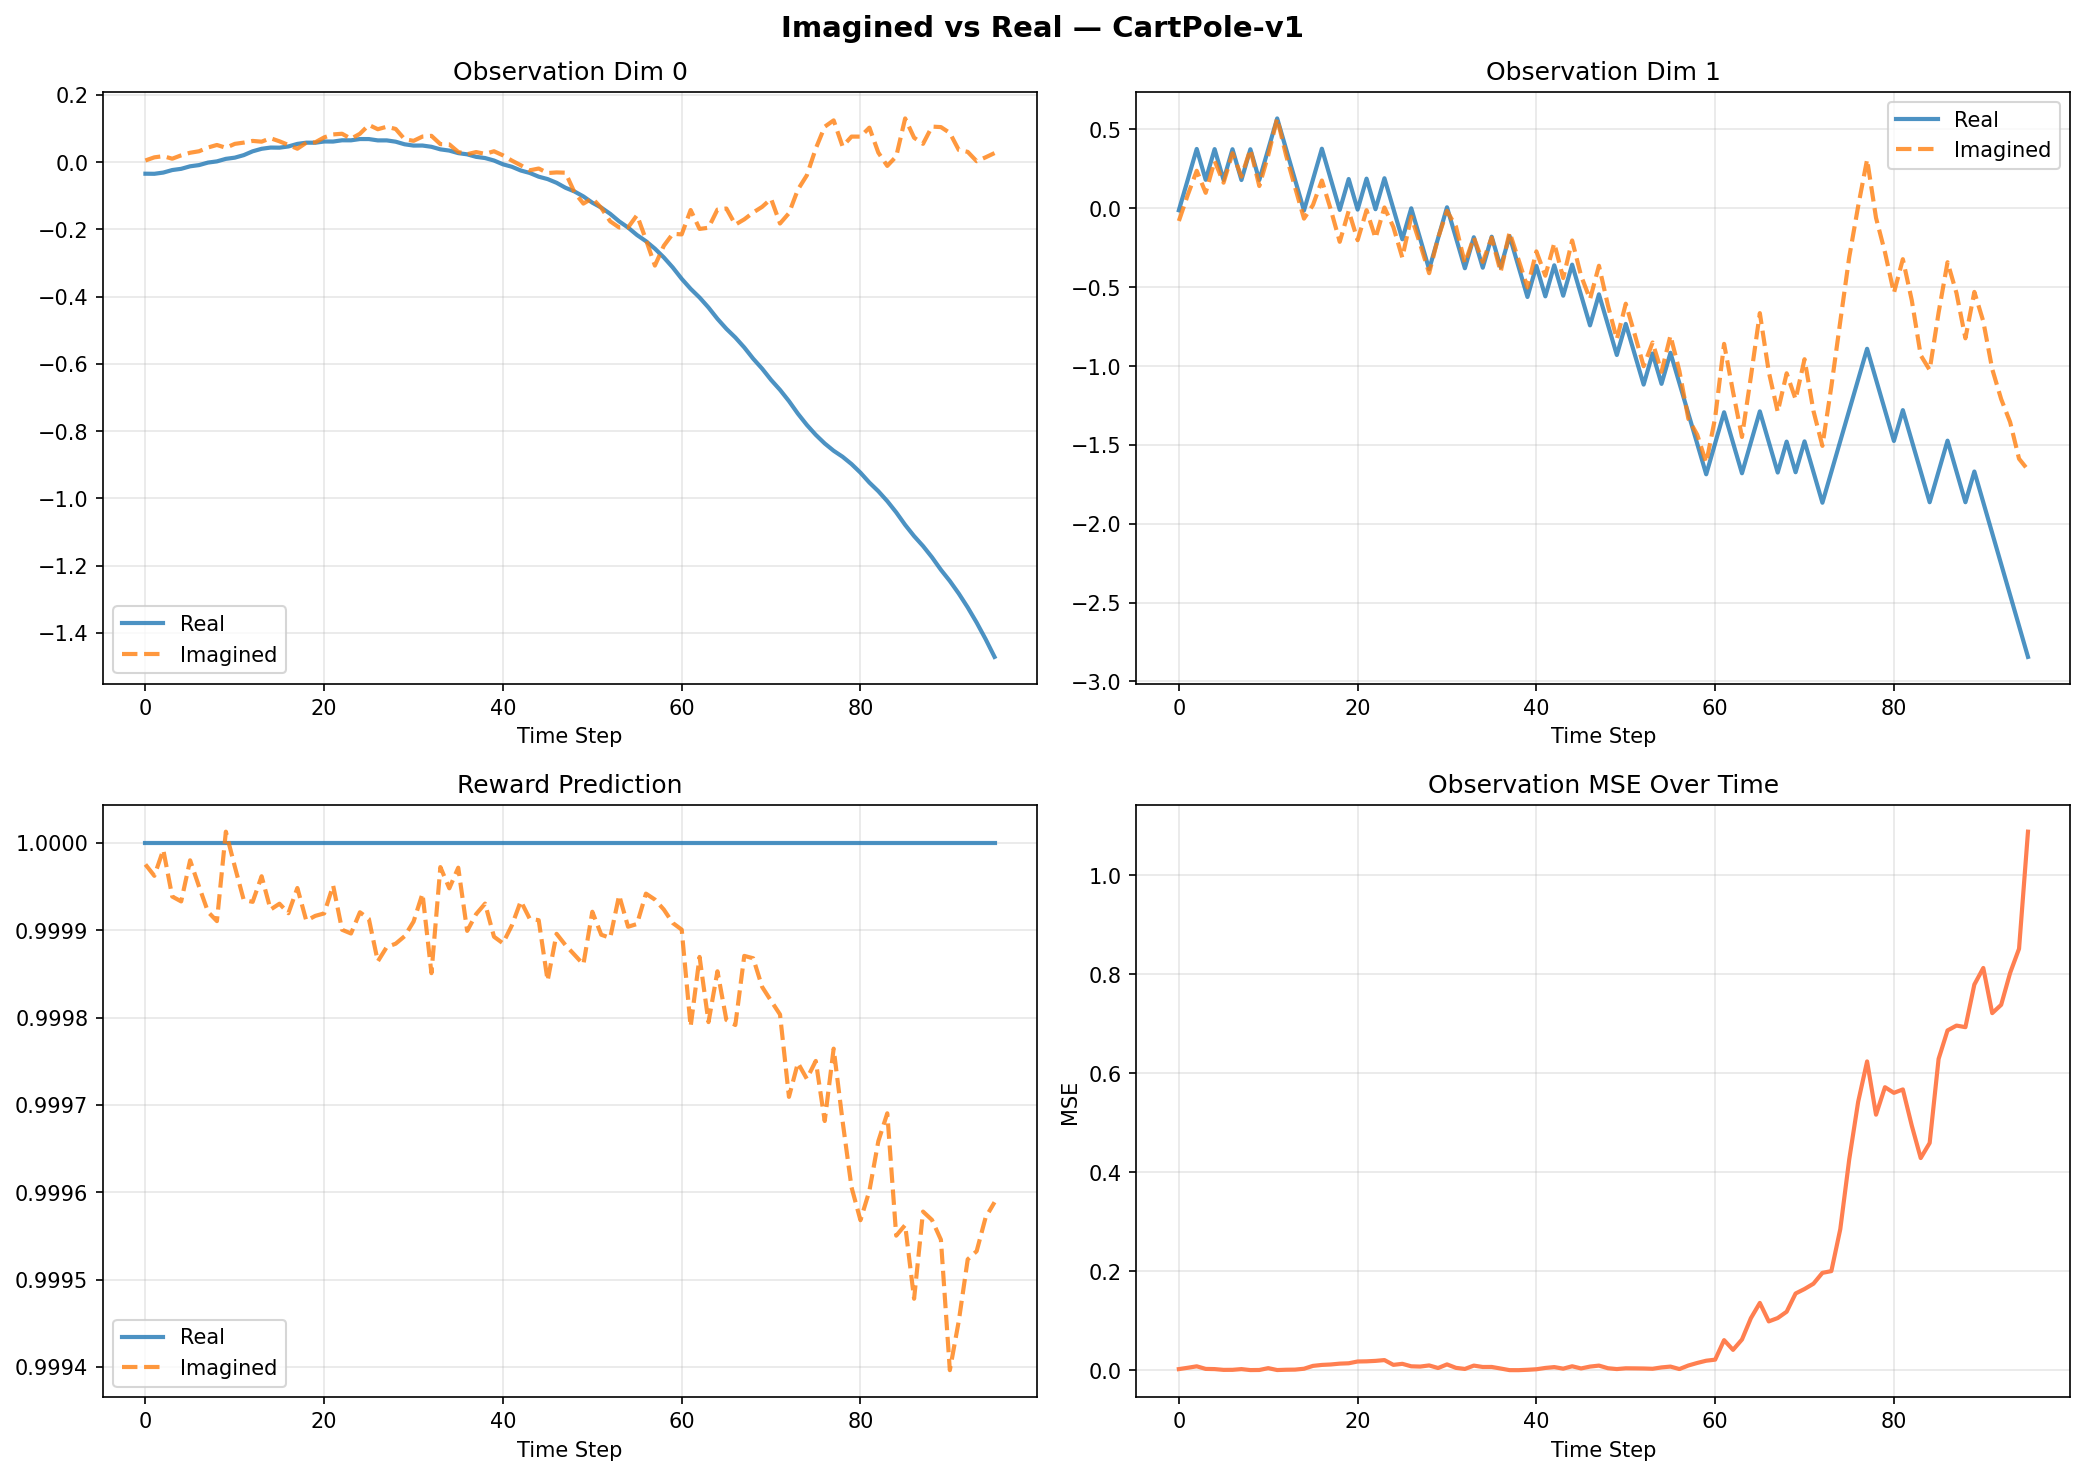 Imagined vs Real — CartPole-v1
Observation Dim 0
0.2
0.0
−0.2
−0.4
−0.6
−0.8
−1.0
−1.2
−1.4
Real
Imagined
0 20 40 60 80
Time Step
Observation Dim 1
0.5
0.0
−0.5
−1.0
−1.5
−2.0
−2.5
−3.0
Real
Imagined
0 20 40 60 80
Time Step
Reward Prediction
1.0000
0.9999
0.9998
0.9997
0.9996
0.9995
0.9994
Real
Imagined
0 20 40 60 80
Time Step
Observation MSE Over Time
MSE
1.0
0.8
0.6
0.4
0.2
0.0
0 20 40 60 80
Time Step